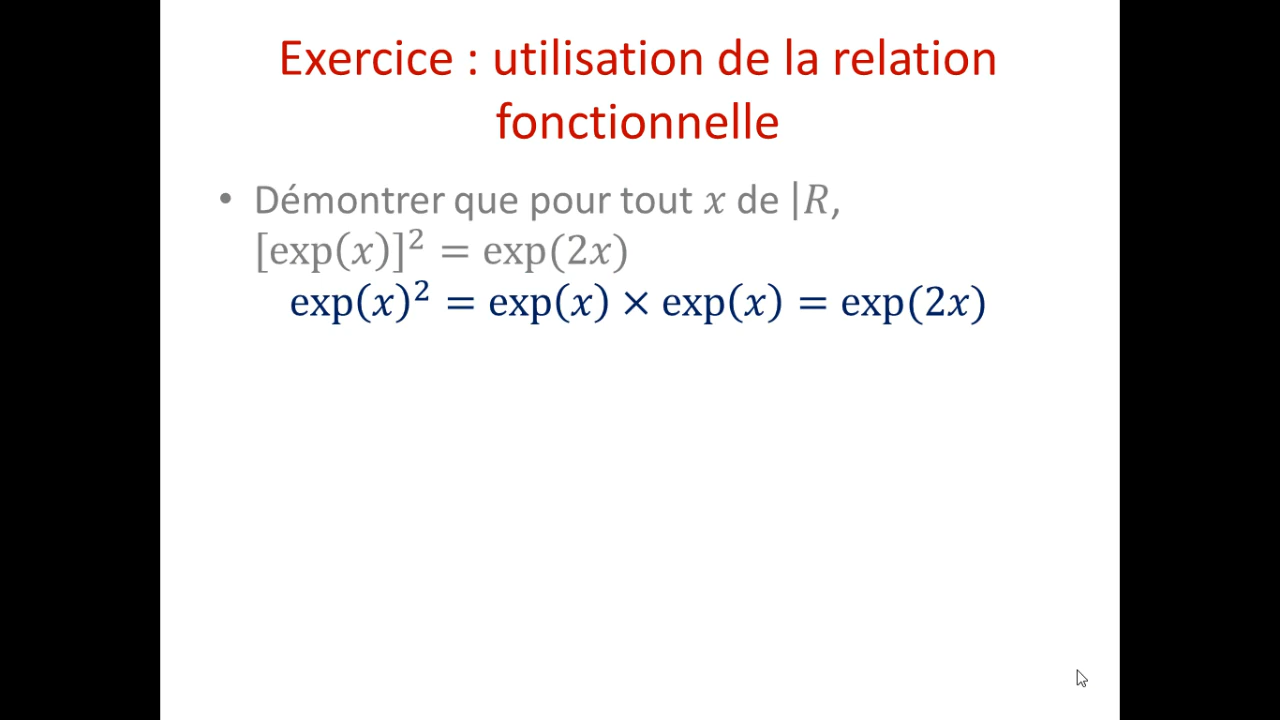 Exercice : utilisation de la relation
fonctionnelle
• Démontrer que pour tout x de |R,
[exp(x)]² = exp(2x)
exp(x)² = exp(x) × exp(x) = exp(2x)